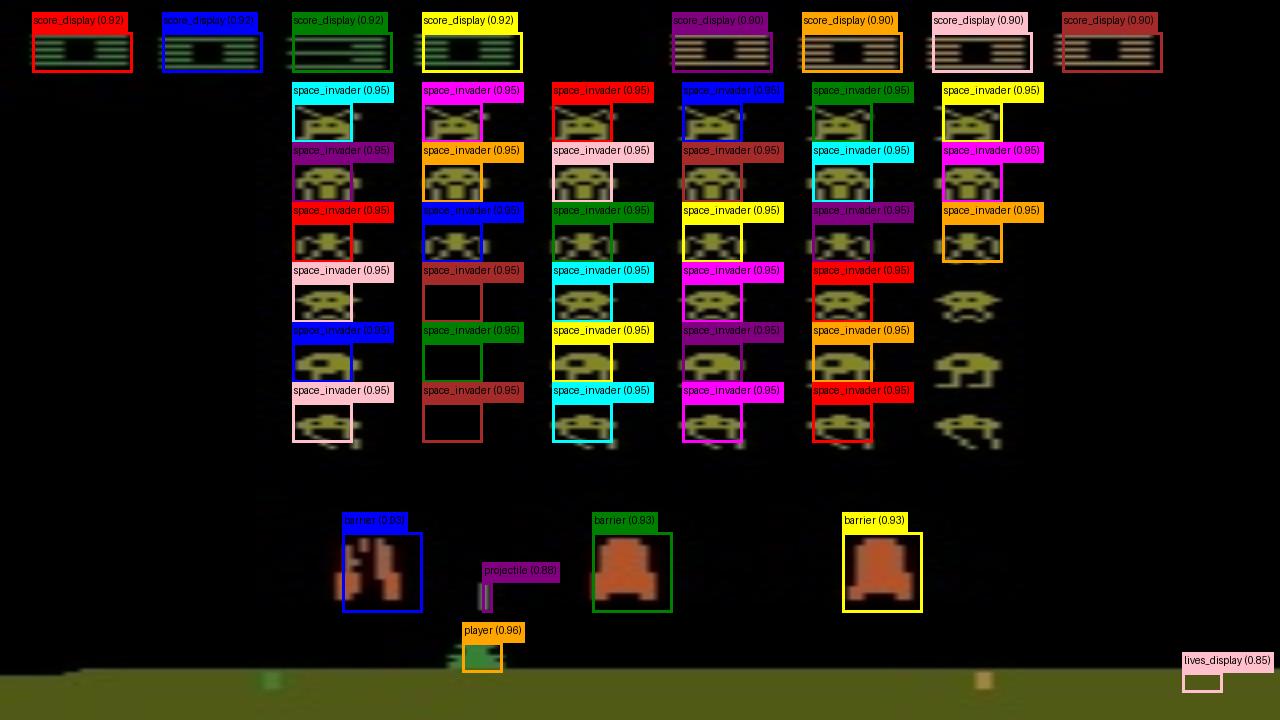 score_display (0.92) score_display (0.92) score_display (0.92) score_display (0.92) score_display (0.90) score_display (0.90) score_display (0.90) score_display (0.90)
space_invader (0.95) space_invader (0.95) space_invader (0.95) space_invader (0.95) space_invader (0.95) space_invader (0.95)
space_invader (0.95) space_invader (0.95) space_invader (0.95) space_invader (0.95) space_invader (0.95) space_invader (0.95)
space_invader (0.95) space_invader (0.95) space_invader (0.95) space_invader (0.95) space_invader (0.95) space_invader (0.95)
space_invader (0.95) space_invader (0.95) space_invader (0.95) space_invader (0.95) space_invader (0.95)
space_invader (0.95) space_invader (0.95) space_invader (0.95) space_invader (0.95) space_invader (0.95)
space_invader (0.95) space_invader (0.95) space_invader (0.95) space_invader (0.95) space_invader (0.95)
barrier (0.93) barrier (0.93) barrier (0.93)
projectile (0.88)
player (0.96)
lives_display (0.85)